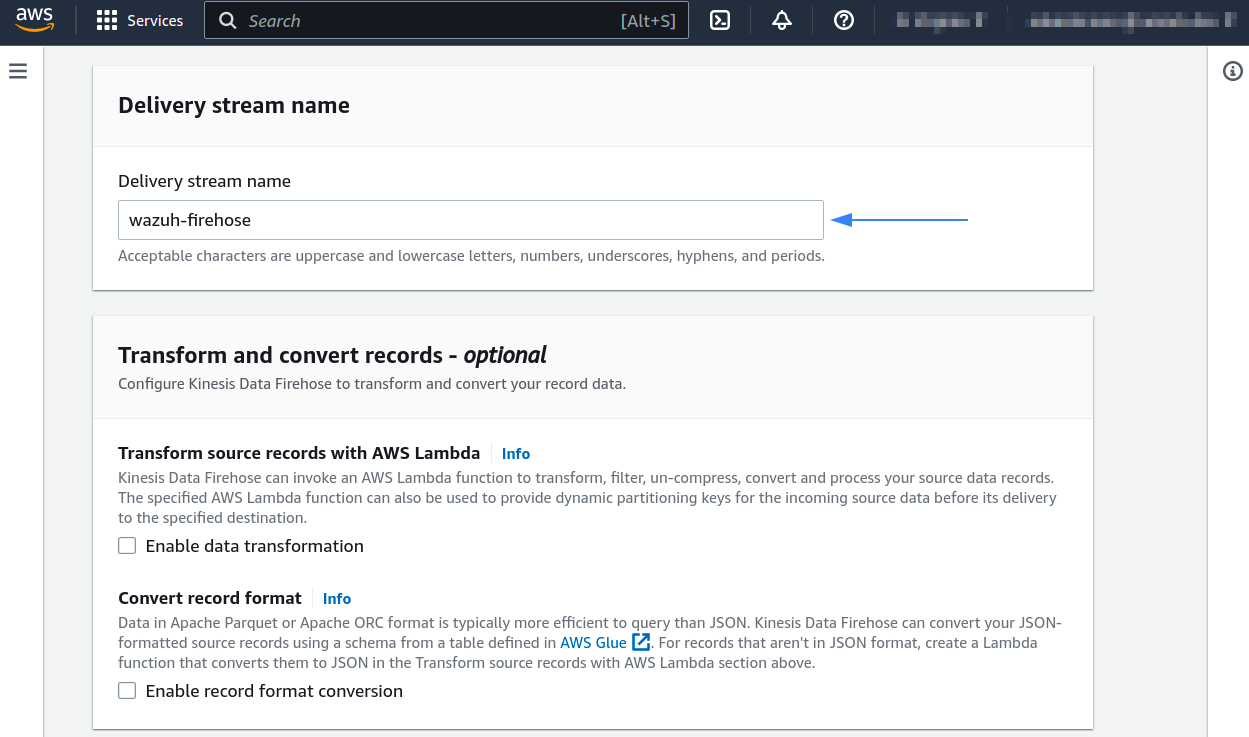 aws Services Search [Alt+S]
Delivery stream name
Delivery stream name
wazuh-firehose
Acceptable characters are uppercase and lowercase letters, numbers, underscores, hyphens, and periods.
Transform and convert records - optional
Configure Kinesis Data Firehose to transform and convert your record data.
Transform source records with AWS Lambda Info
Kinesis Data Firehose can invoke an AWS Lambda function to transform, filter, un-compress, convert and process your source data records.
The specified AWS Lambda function can also be used to provide dynamic partitioning keys for the incoming source data before its delivery
to the specified destination.
Enable data transformation
Convert record format Info
Data in Apache Parquet or Apache ORC format is typically more efficient to query than JSON. Kinesis Data Firehose can convert your JSON-
formatted source records using a schema from a table defined in AWS Glue. For records that aren't in JSON format, create a Lambda
function that converts them to JSON in the Transform source records with AWS Lambda section above.
Enable record format conversion